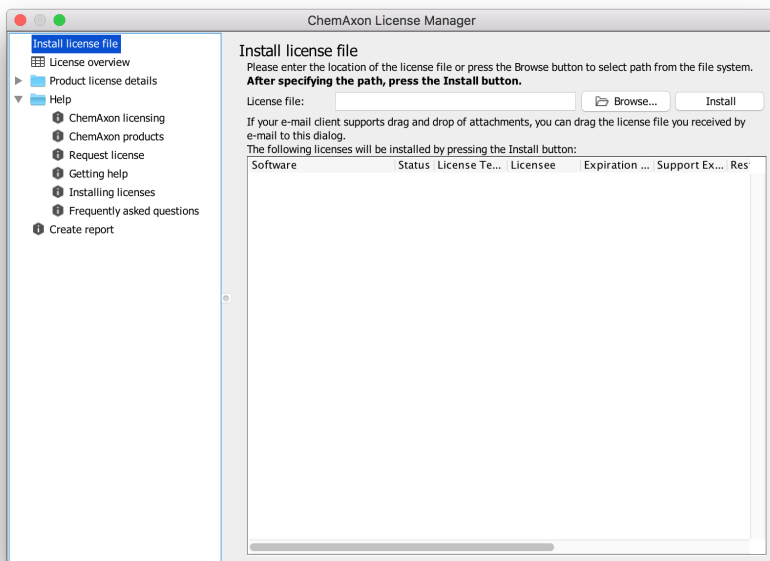 ChemAxon License Manager
Install license file
License overview
Product license details
Help
ChemAxon licensing
ChemAxon products
Request license
Getting help
Installing licenses
Frequently asked questions
Create report
Install license file
Please enter the location of the license file or press the Browse button to select path from the file system.
After specifying the path, press the Install button.
License file:
Browse...
Install
If your e-mail client supports drag and drop of attachments, you can drag the license file you received by
e-mail to this dialog.
The following licenses will be installed by pressing the Install button:
Software Status License Te... Licensee Expiration ... Support Ex... Res